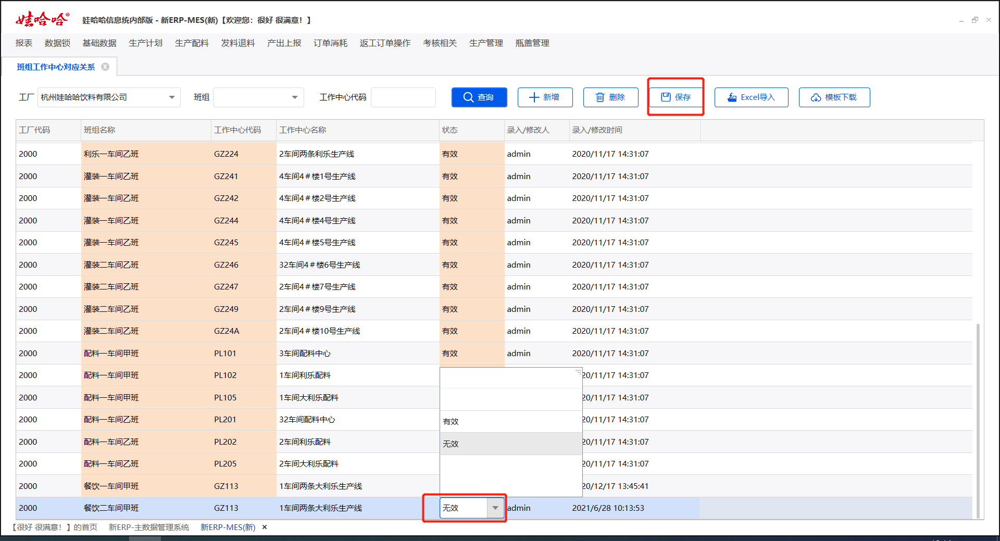 娃哈哈®
娃哈哈信息统内部版 - 新ERP-MES(新)【欢迎您：很好 很满意！】
报表 数据锁 基础数据 生产计划 生产配料 发料退料 产出上报 订单消耗 返工订单操作 考核相关 生产管理 瓶盖管理
班组工作中心对应关系
工厂 杭州娃哈哈饮料有限公司 班组 工作中心代码 查询 新增 删除 保存 Excel导入 模板下载
工厂代码 班组名称 工作中心代码 工作中心名称 状态 录入/修改人 录入/修改时间
2000 利乐一车间乙班 GZ224 2车间两条利乐生产线 有效 admin 2020/11/17 14:31:07
2000 灌装一车间乙班 GZ241 4车间4＃楼1号生产线 有效 admin 2020/11/17 14:31:07
2000 灌装一车间乙班 GZ242 4车间4＃楼2号生产线 有效 admin 2020/11/17 14:31:07
2000 灌装一车间乙班 GZ244 4车间4＃楼4号生产线 有效 admin 2020/11/17 14:31:07
2000 灌装一车间乙班 GZ245 4车间4＃楼5号生产线 有效 admin 2020/11/17 14:31:07
2000 灌装二车间乙班 GZ246 32车间4＃楼6号生产线 有效 admin 2020/11/17 14:31:07
2000 灌装二车间乙班 GZ247 2车间4＃楼7号生产线 有效 admin 2020/11/17 14:31:07
2000 灌装二车间乙班 GZ249 2车间4＃楼9号生产线 有效 admin 2020/11/17 14:31:07
2000 灌装二车间乙班 GZ24A 2车间4＃楼10号生产线 有效 admin 2020/11/17 14:31:07
2000 配料一车间甲班 PL101 3车间配料中心 有效 admin 2020/11/17 14:31:07
2000 配料一车间甲班 PL102 1车间利乐配料 20/11/17 14:31:07
2000 配料一车间甲班 PL105 1车间大利乐配料 20/11/17 14:31:07
2000 配料一车间乙班 PL201 32车间配料中心 有效 20/11/17 14:31:07
2000 配料一车间乙班 PL202 2车间利乐配料 无效 20/11/17 14:31:07
2000 配料一车间乙班 PL205 2车间大利乐配料 20/11/17 14:31:07
2000 餐饮一车间甲班 GZ113 1车间两条大利乐生产线 20/12/17 13:45:41
2000 餐饮二车间甲班 GZ113 1车间两条大利乐生产线 无效 admin 2021/6/28 10:13:53
【很好 很满意！】的首页 新ERP-主数据管理系统 新ERP-MES(新)